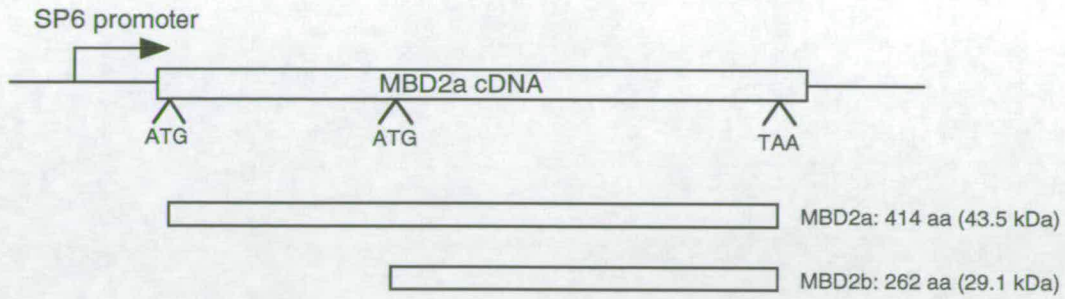 SP6 promoter
MBD2a cDNA
ATG ATG TAA
MBD2a: 414 aa (43.5 kDa)
MBD2b: 262 aa (29.1 kDa)